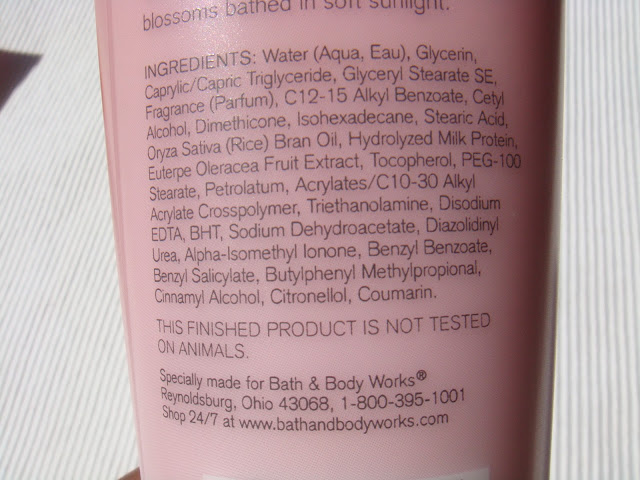 blossoms bathed in soft sunlight.
INGREDIENTS: Water (Aqua, Eau), Glycerin,
Caprylic/Capric Triglyceride, Glyceryl Stearate SE,
Fragrance (Parfum), C12-15 Alkyl Benzoate, Cetyl
Alcohol, Dimethicone, Isohexadecane, Stearic Acid,
Oryza Sativa (Rice) Bran Oil, Hydrolyzed Milk Protein,
Euterpe Oleracea Fruit Extract, Tocopherol, PEG-100
Stearate, Petrolatum, Acrylates/C10-30 Alkyl
Acrylate Crosspolymer, Triethanolamine, Disodium
EDTA, BHT, Sodium Dehydroacetate, Diazolidinyl
Urea, Alpha-Isomethyl Ionone, Benzyl Benzoate,
Benzyl Salicylate, Butylphenyl Methylpropional,
Cinnamyl Alcohol, Citronellol, Coumarin.
THIS FINISHED PRODUCT IS NOT TESTED
ON ANIMALS.
Specially made for Bath & Body Works®
Reynoldsburg, Ohio 43068, 1-800-395-1001
Shop 24/7 at www.bathandbodyworks.com